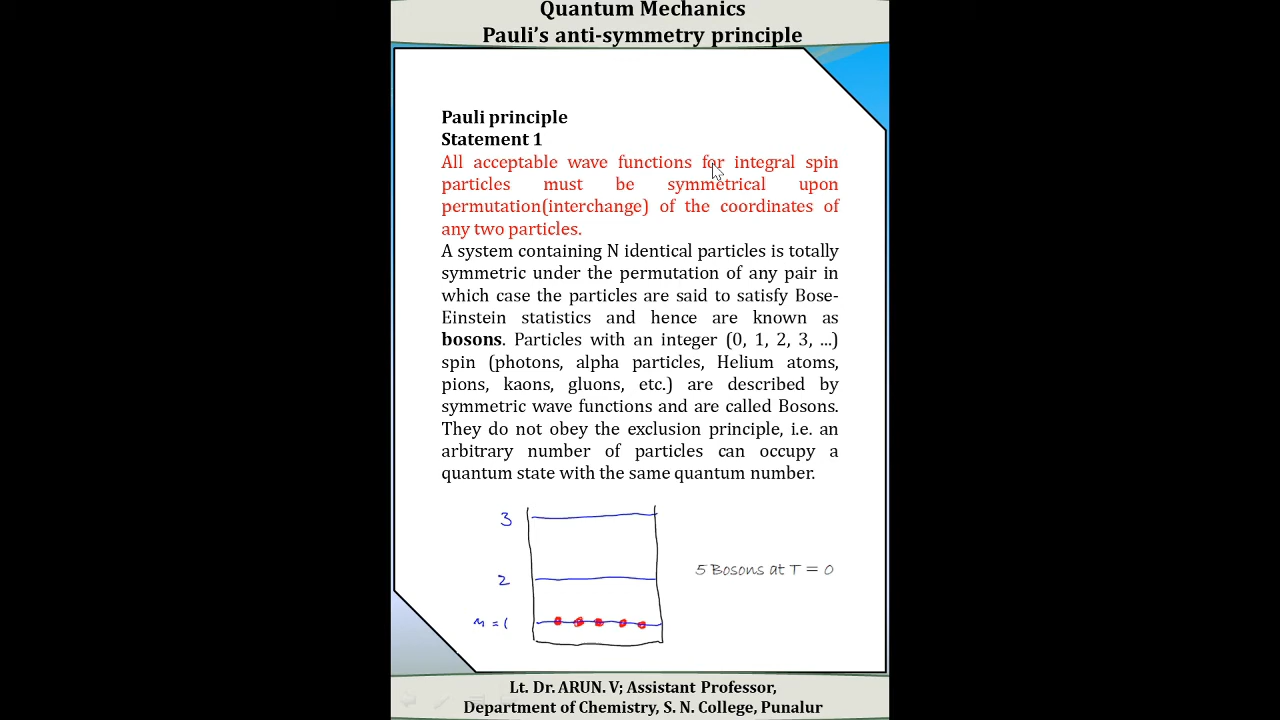 Quantum Mechanics
Pauli’s anti-symmetry principle
Pauli principle
Statement 1
All acceptable wave functions for integral spin
particles must be symmetrical upon
permutation(interchange) of the coordinates of
any two particles.
A system containing N identical particles is totally
symmetric under the permutation of any pair in
which case the particles are said to satisfy Bose-
Einstein statistics and hence are known as
bosons. Particles with an integer (0, 1, 2, 3, ...)
spin (photons, alpha particles, Helium atoms,
pions, kaons, gluons, etc.) are described by
symmetric wave functions and are called Bosons.
They do not obey the exclusion principle, i.e. an
arbitrary number of particles can occupy a
quantum state with the same quantum number.
3
2
5 Bosons at T = 0
n = 1
Lt. Dr. ARUN. V; Assistant Professor,
Department of Chemistry, S. N. College, Punalur